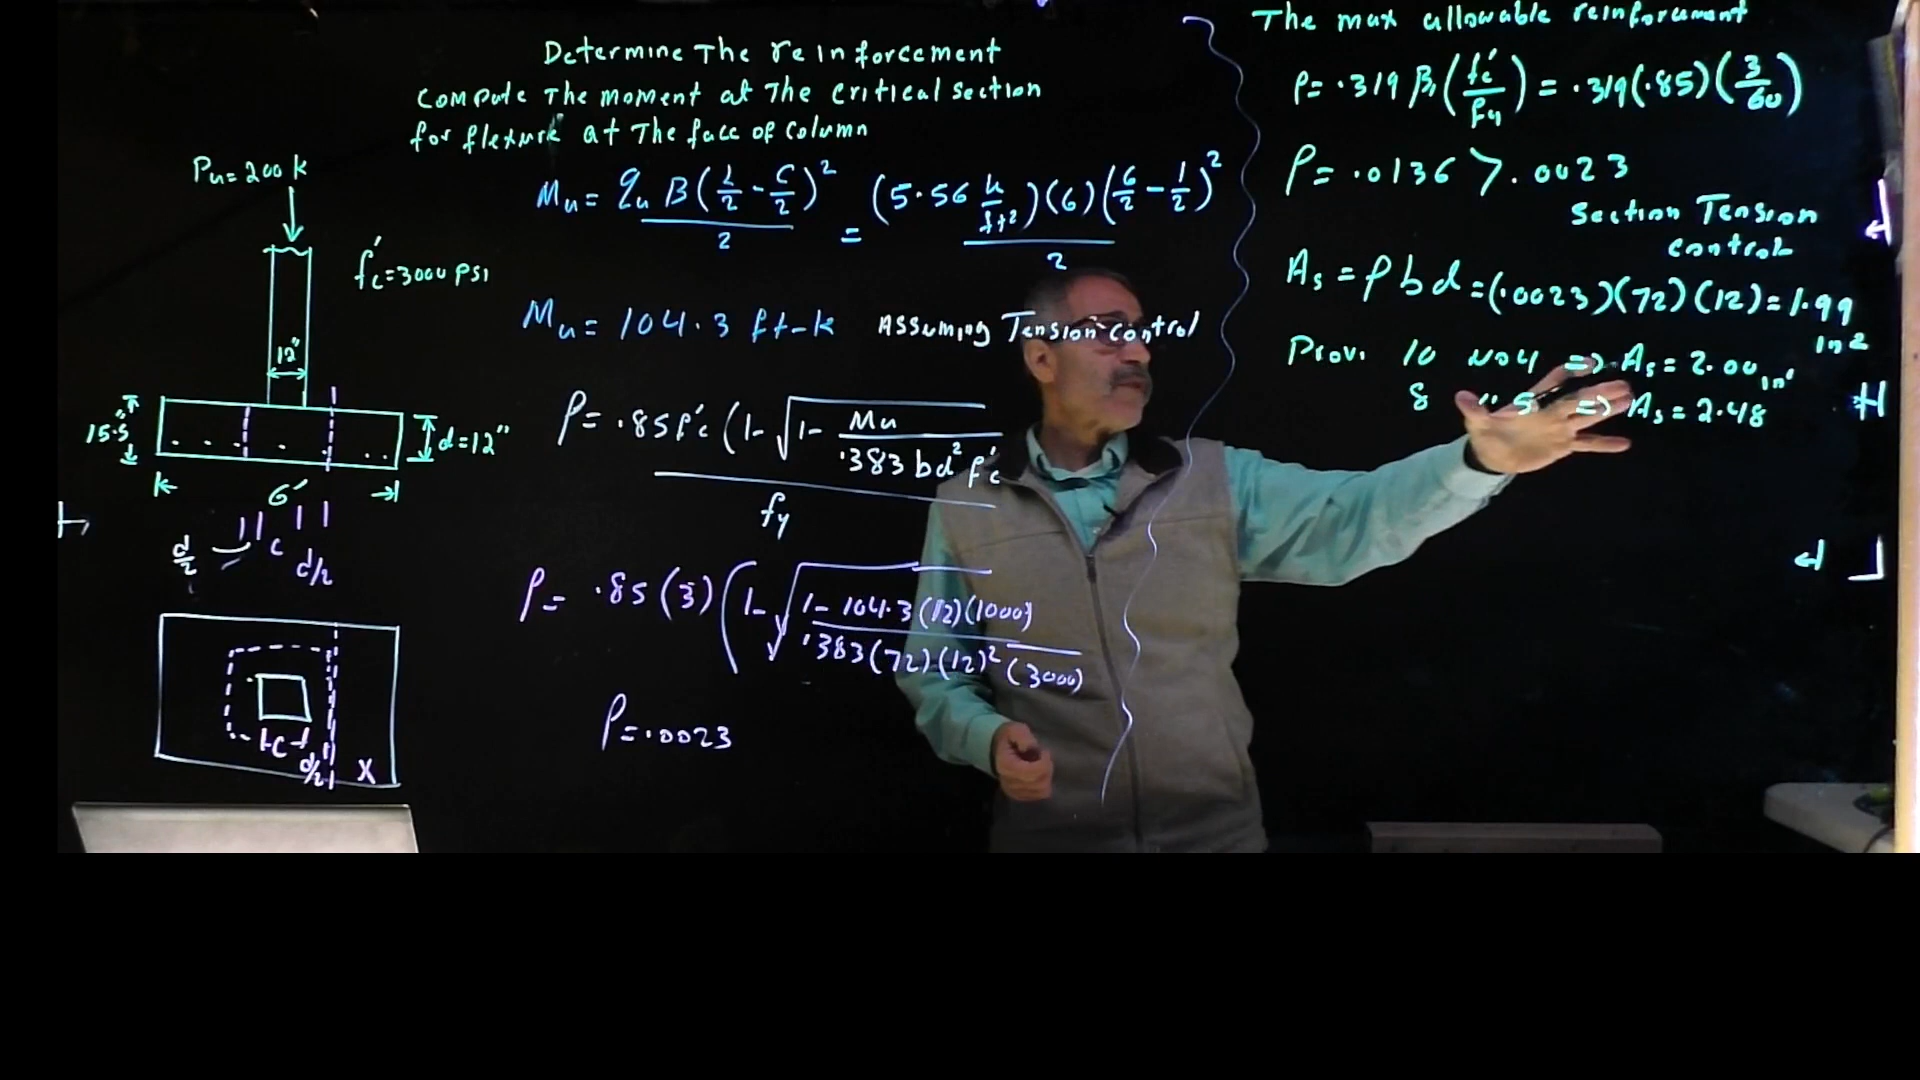 Determine The reinforcement
Compute The moment at The critical section
for flexure at The face of Column
Pu = 200 k
f'c = 3000 psi
12"
15.5"
d = 12"
6'
d/2
c
d/2
c
d/2
x
Mu = qu B (L/2 - C/2)² / 2 = (5.56 k/ft²)(6)(6/2 - 1/2)² / 2
Mu = 104.3 ft-k Assuming Tension-control
ρ = .85 f'c (1 - √(1 - Mu / .383 bd² f'c / fy
ρ = .85 (3) (1 - √(1 - 104.3 (12)(1000) / .383 (72)(12)² (3000)
ρ = .0023
The max allowable reinforcement
ρ = .319 β₁ (f'c / fy) = .319 (.85) (3/60)
ρ = .0136 > .0023
Section Tension
control
As = ρ b d = (.0023)(72)(12) = 1.99 in2
Provi 10 No 4 => As = 2.00 in²
8 " 5 => As = 2.48